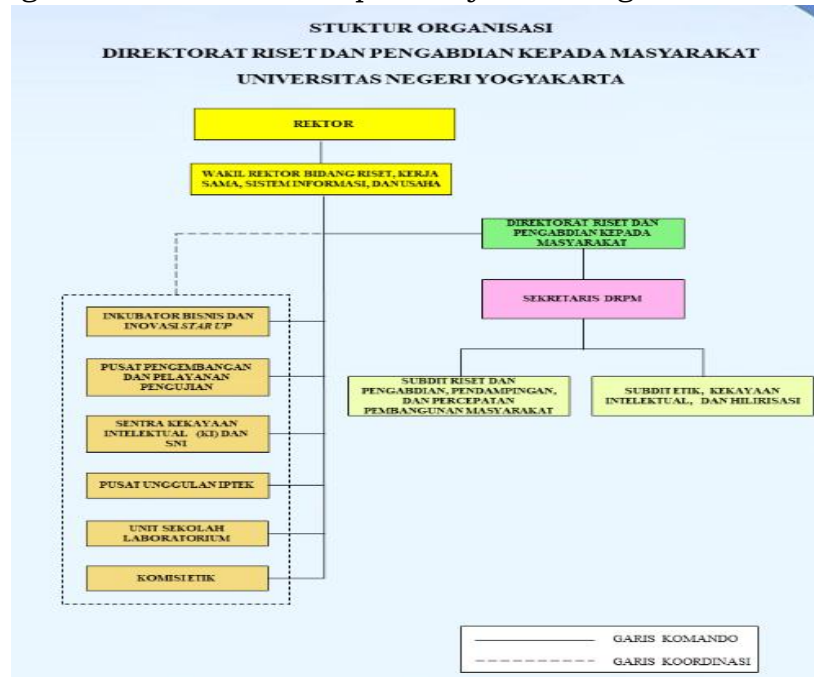 STUKTUR ORGANISASI
DIREKTORAT RISET DAN PENGABDIAN KEPADA MASYARAKAT
UNIVERSITAS NEGERI YOGYAKARTA
REKTOR
WAKIL REKTOR BIDANG RISET, KERJA
SAMA, SISTEM INFORMASI, DAN USAHA
DIREKTORAT RISET DAN
PENGABDIAN KEPADA
MASYARAKAT
SEKRETARIS DRPM
SUBDIT RISET DAN
PENGABDIAN, PENDAMPINGAN,
DAN PERCEPATAN
PEMBANGUNAN MASYARAKAT
SUBDIT ETIK, KEKAYAAN
INTELEKTUAL, DAN HILIRISASI
INKUBATOR BISNIS DAN
INOVASI STAR UP
PUSAT PENGEMBANGAN
DAN PELAYANAN
PENGUJIAN
SENTRA KEKAYAAN
INTELEKTUAL (KI) DAN
SNI
PUSAT UNGGULAN IPTEK
UNIT SEKOLAH
LABORATORIUM
KOMISI ETIK
GARIS KOMANDO
GARIS KOORDINASI